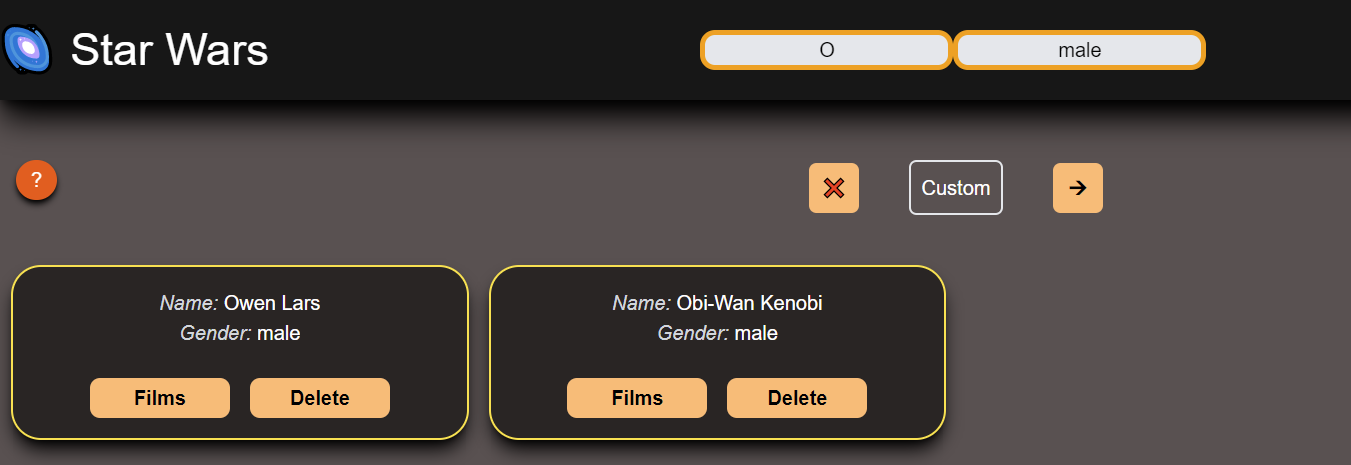 Star Wars
O
male
?
Custom
Name: Owen Lars
Gender: male
Films
Delete
Name: Obi-Wan Kenobi
Gender: male
Films
Delete